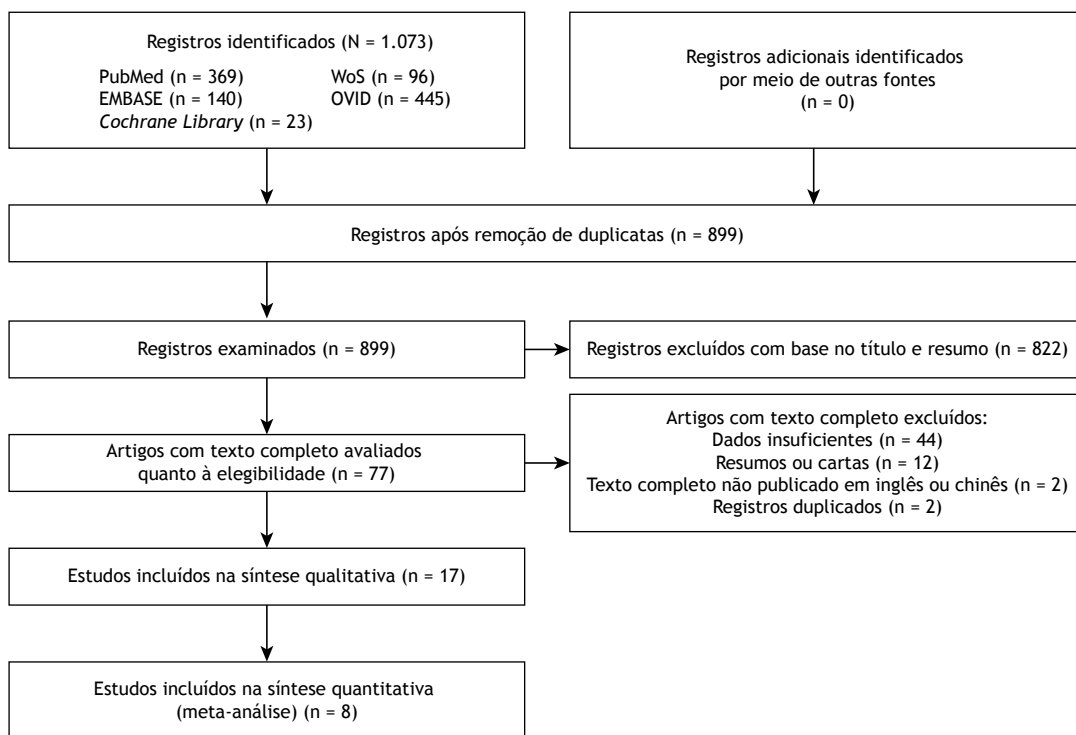 Registros identificados (N = 1.073)
PubMed (n = 369) WoS (n = 96)
EMBASE (n = 140) OVID (n = 445)
Cochrane Library (n = 23)
Registros adicionais identificados
por meio de outras fontes
(n = 0)
Registros após remoção de duplicatas (n = 899)
Registros examinados (n = 899)
Registros excluídos com base no título e resumo (n = 822)
Artigos com texto completo avaliados
quanto à elegibilidade (n = 77)
Artigos com texto completo excluídos:
Dados insuficientes (n = 44)
Resumos ou cartas (n = 12)
Texto completo não publicado em inglês ou chinês (n = 2)
Registros duplicados (n = 2)
Estudos incluídos na síntese qualitativa (n = 17)
Estudos incluídos na síntese quantitativa
(meta-análise) (n = 8)